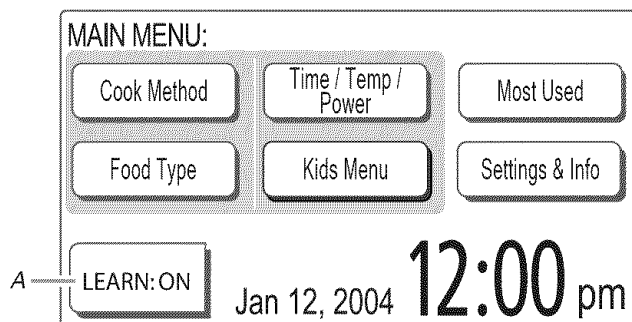 MAIN MENU:
Cook Method
Time / Temp /
Power
Most Used
Food Type
Kids Menu
Settings & Info
A
LEARN: ON
Jan 12, 2004 12:00 pm